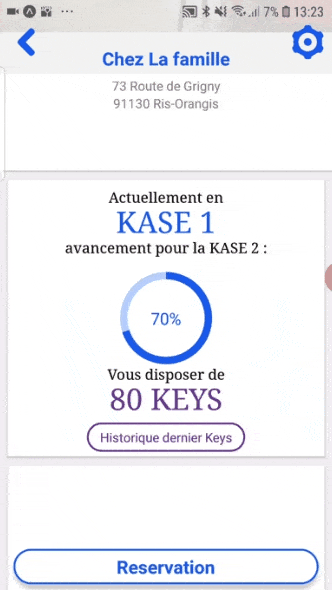 7% 13:23
Chez La famille
73 Route de Grigny
91130 Ris-Orangis
Actuellement en
KASE 1
avancement pour la KASE 2 :
70%
Vous disposer de
80 KEYS
Historique dernier Keys
Reservation